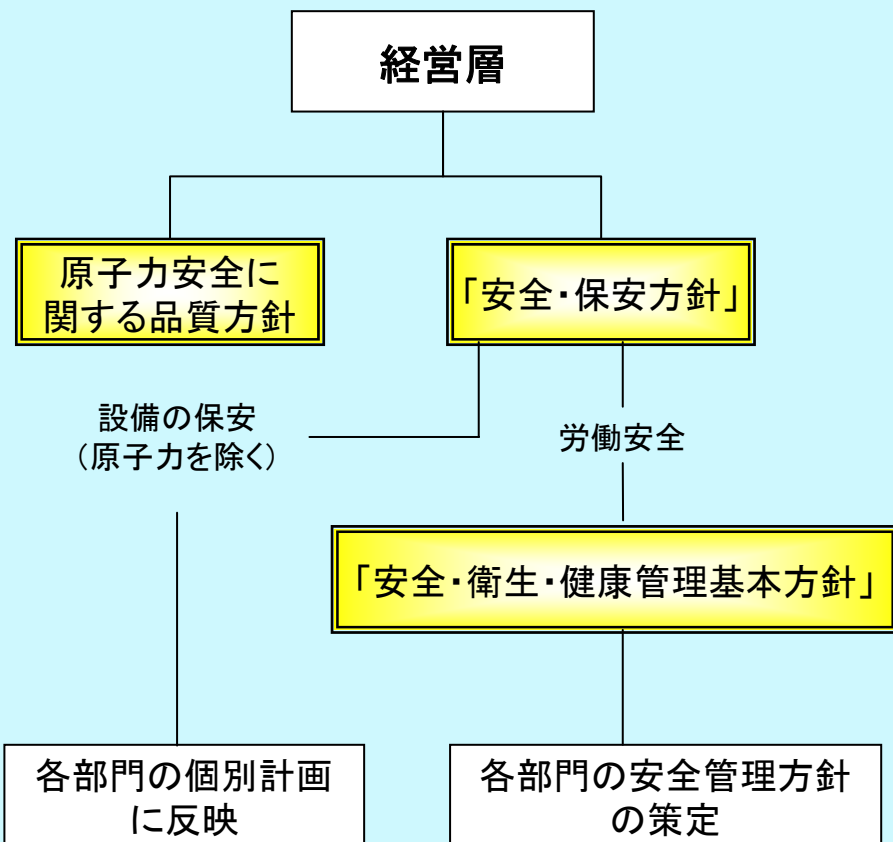 経営層
原子力安全に
関する品質方針
「安全・保安方針」
設備の保安
（原子力を除く）
労働安全
「安全・衛生・健康管理基本方針」
各部門の個別計画
に反映
各部門の安全管理方針
の策定